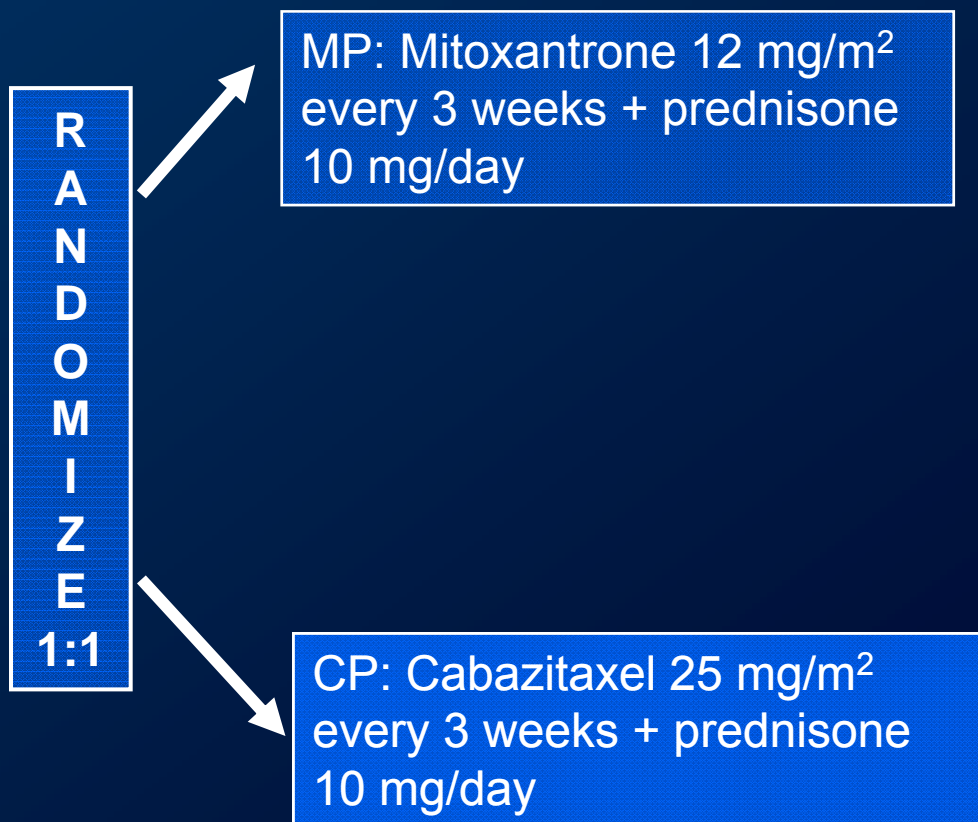 R
A
N
D
O
M
I
Z
E
1:1
MP: Mitoxantrone 12 mg/m²
every 3 weeks + prednisone
10 mg/day
CP: Cabazitaxel 25 mg/m²
every 3 weeks + prednisone
10 mg/day